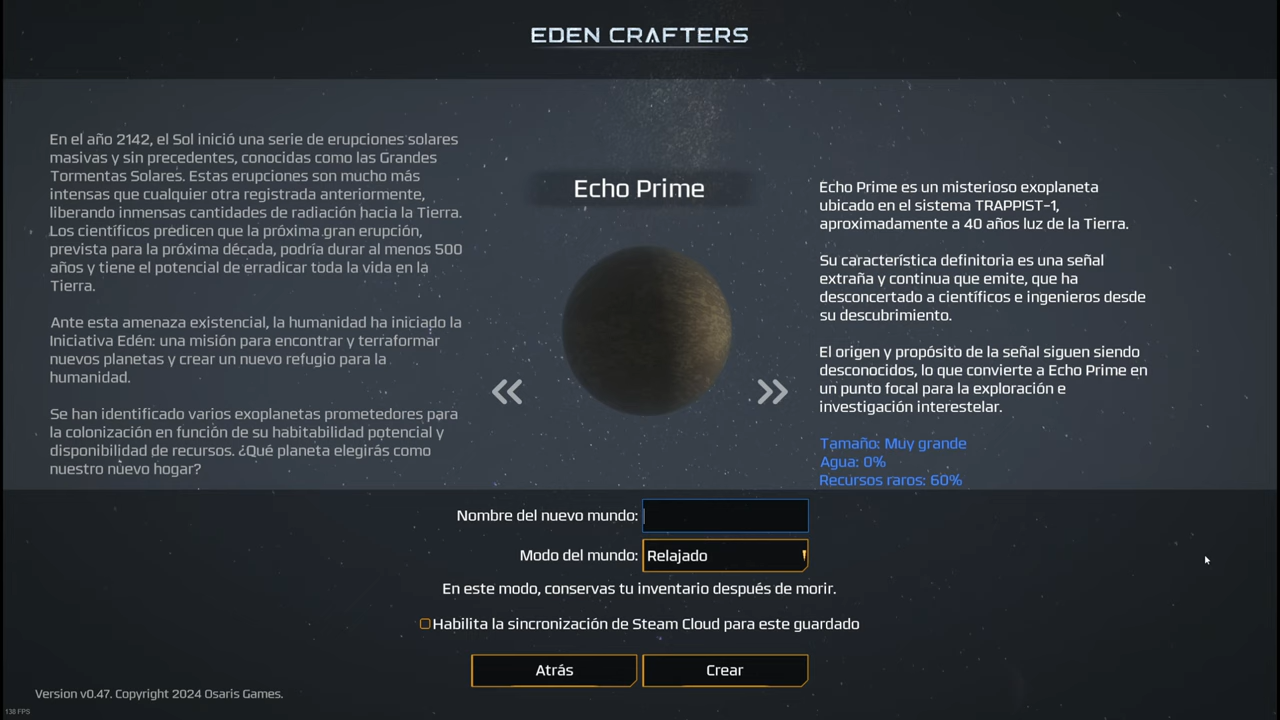 EDEN CRAFTERS
En el año 2142, el Sol inició una serie de erupciones solares
masivas y sin precedentes, conocidas como las Grandes
Tormentas Solares. Estas erupciones son mucho más
intensas que cualquier otra registrada anteriormente,
liberando inmensas cantidades de radiación hacia la Tierra.
Los científicos predicen que la próxima gran erupción,
prevista para la próxima década, podría durar al menos 500
años y tiene el potencial de erradicar toda la vida en la
Tierra.
Ante esta amenaza existencial, la humanidad ha iniciado la
Iniciativa Edén: una misión para encontrar y terraformar
nuevos planetas y crear un nuevo refugio para la
humanidad.
Se han identificado varios exoplanetas prometedores para
la colonización en función de su habitabilidad potencial y
disponibilidad de recursos. ¿Qué planeta elegirás como
nuestro nuevo hogar?
Echo Prime
Echo Prime es un misterioso exoplaneta
ubicado en el sistema TRAPPIST-1,
aproximadamente a 40 años luz de la Tierra.
Su característica definitoria es una señal
extraña y continua que emite, que ha
desconcertado a científicos e ingenieros desde
su descubrimiento.
El origen y propósito de la señal siguen siendo
desconocidos, lo que convierte a Echo Prime en
un punto focal para la exploración e
investigación interestelar.
Tamaño: Muy grande
Agua: 0%
Recursos raros: 60%
Nombre del nuevo mundo:
Modo del mundo: Relajado
En este modo, conservas tu inventario después de morir.
Habilita la sincronización de Steam Cloud para este guardado
Atrás Crear
Version v0.47. Copyright 2024 Osaris Games.
138 FPS